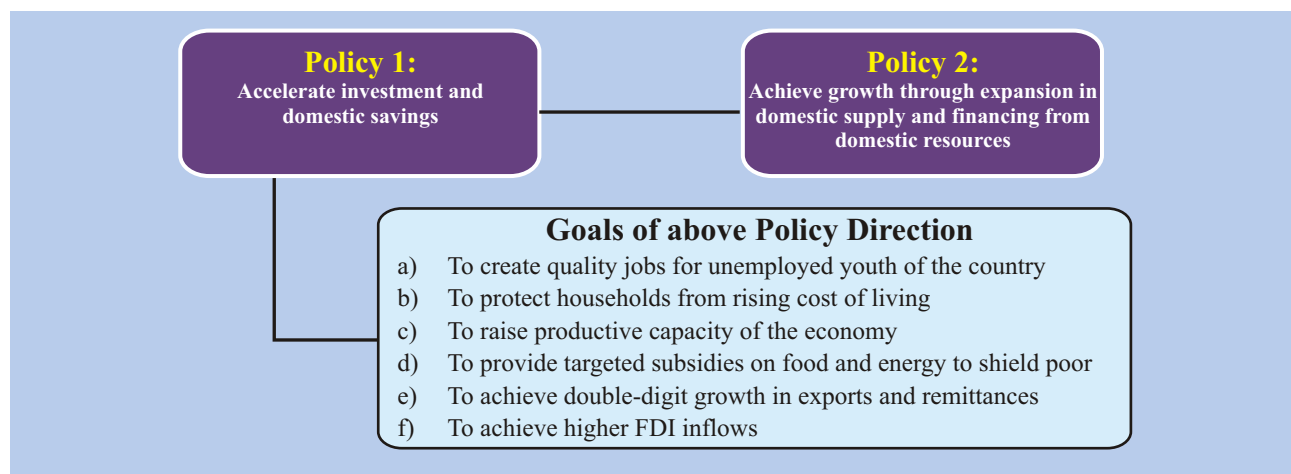 Policy 1:
Accelerate investment and
domestic savings
Policy 2:
Achieve growth through expansion in
domestic supply and financing from
domestic resources
Goals of above Policy Direction
a) To create quality jobs for unemployed youth of the country
b) To protect households from rising cost of living
c) To raise productive capacity of the economy
d) To provide targeted subsidies on food and energy to shield poor
e) To achieve double-digit growth in exports and remittances
f) To achieve higher FDI inflows